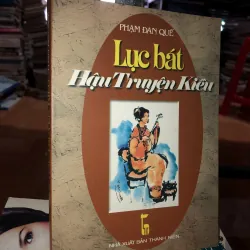 PHẠM ĐAN QUẾ
Lục bát
Hậu Truyện Kiều
NHÀ XUẤT BẢN THANH NIÊN